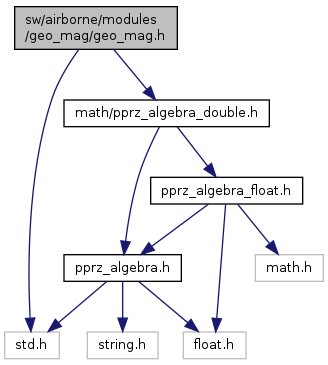 sw/airborne/modules
/geo_mag/geo_mag.h
math/pprz_algebra_double.h
pprz_algebra_float.h
pprz_algebra.h
math.h
std.h
string.h
float.h